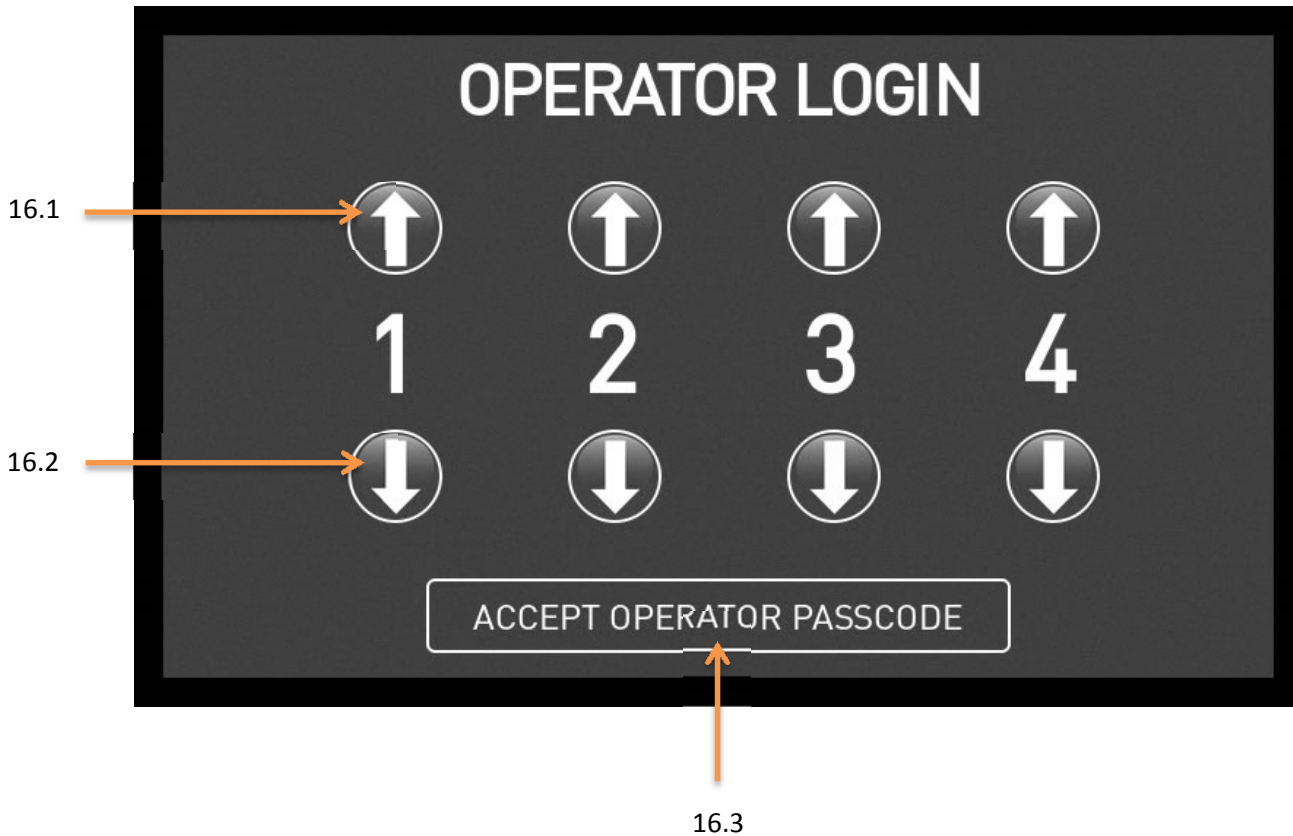 OPERATOR LOGIN
16.1
1 2 3 4
16.2
ACCEPT OPERATOR PASSCODE
16.3